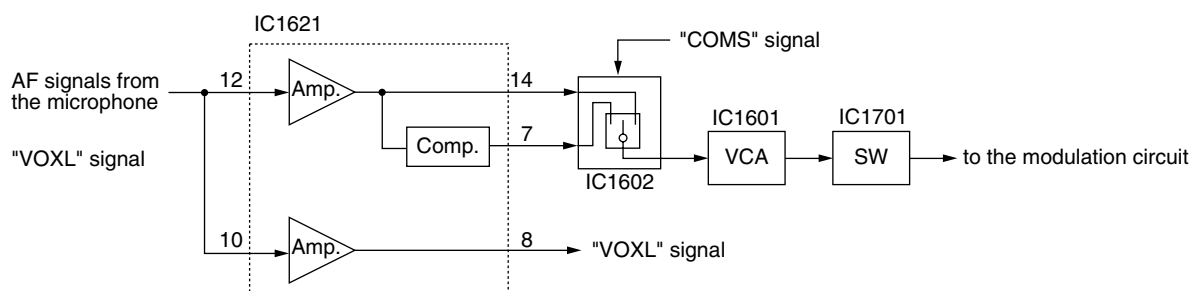 IC1621
"COMS" signal
AF signals from
the microphone
12
Amp.
14
7
Comp.
IC1602
IC1601
VCA
IC1701
SW
to the modulation circuit
"VOXL" signal
10
Amp.
8
"VOXL" signal